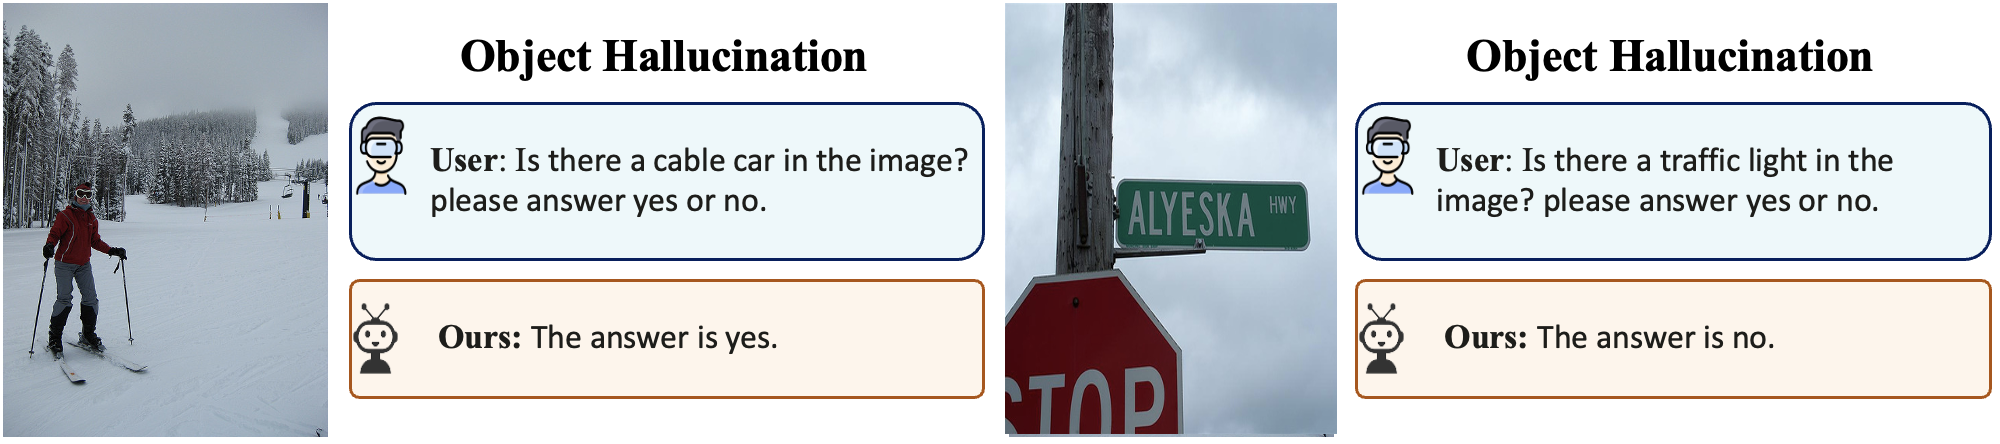 Object Hallucination
User: Is there a cable car in the image?
please answer yes or no.
Ours: The answer is yes.
ALYESKA HWY
STOP
Object Hallucination
User: Is there a traffic light in the
image? please answer yes or no.
Ours: The answer is no.